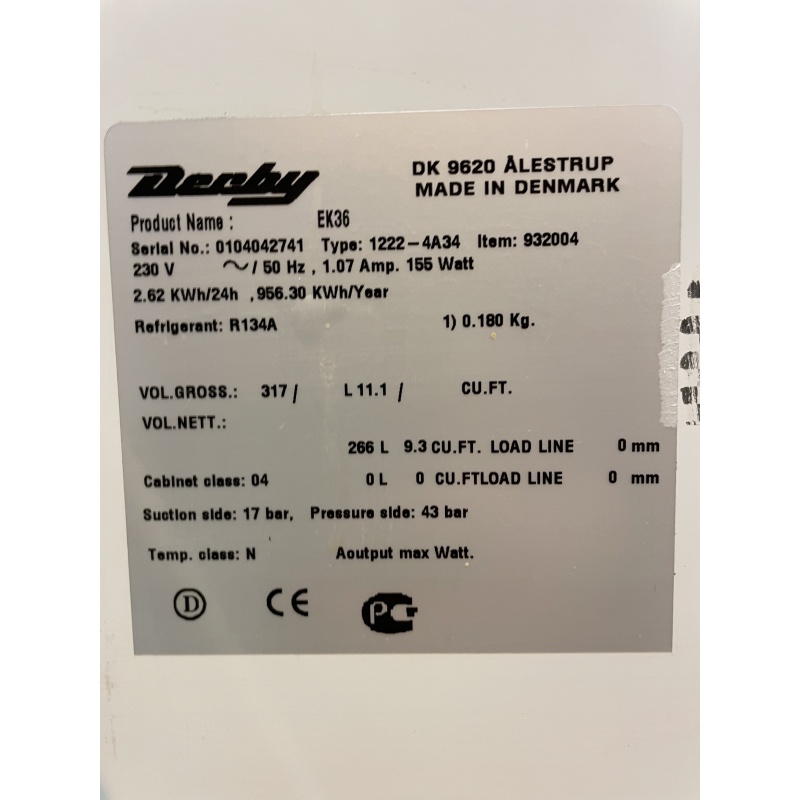 Derby
DK 9620 ÅLESTRUP
MADE IN DENMARK
Product Name : EK36
Serial No.: 0104042741 Type: 1222-4A34 Item: 932004
230 V ~/ 50 Hz , 1.07 Amp. 155 Watt
2.62 KWh/24h , 956.30 KWh/Year
Refrigerant: R134A 1) 0.180 Kg.
VOL.GROSS.: 317 / L 11.1 / CU.FT.
VOL.NETT.:
266 L 9.3 CU.FT. LOAD LINE 0 mm
Cabinet class: 04 0 L 0 CU.FTLOAD LINE 0 mm
Suction side: 17 bar, Pressure side: 43 bar
Temp. class: N Aoutput max Watt.
D CE PG